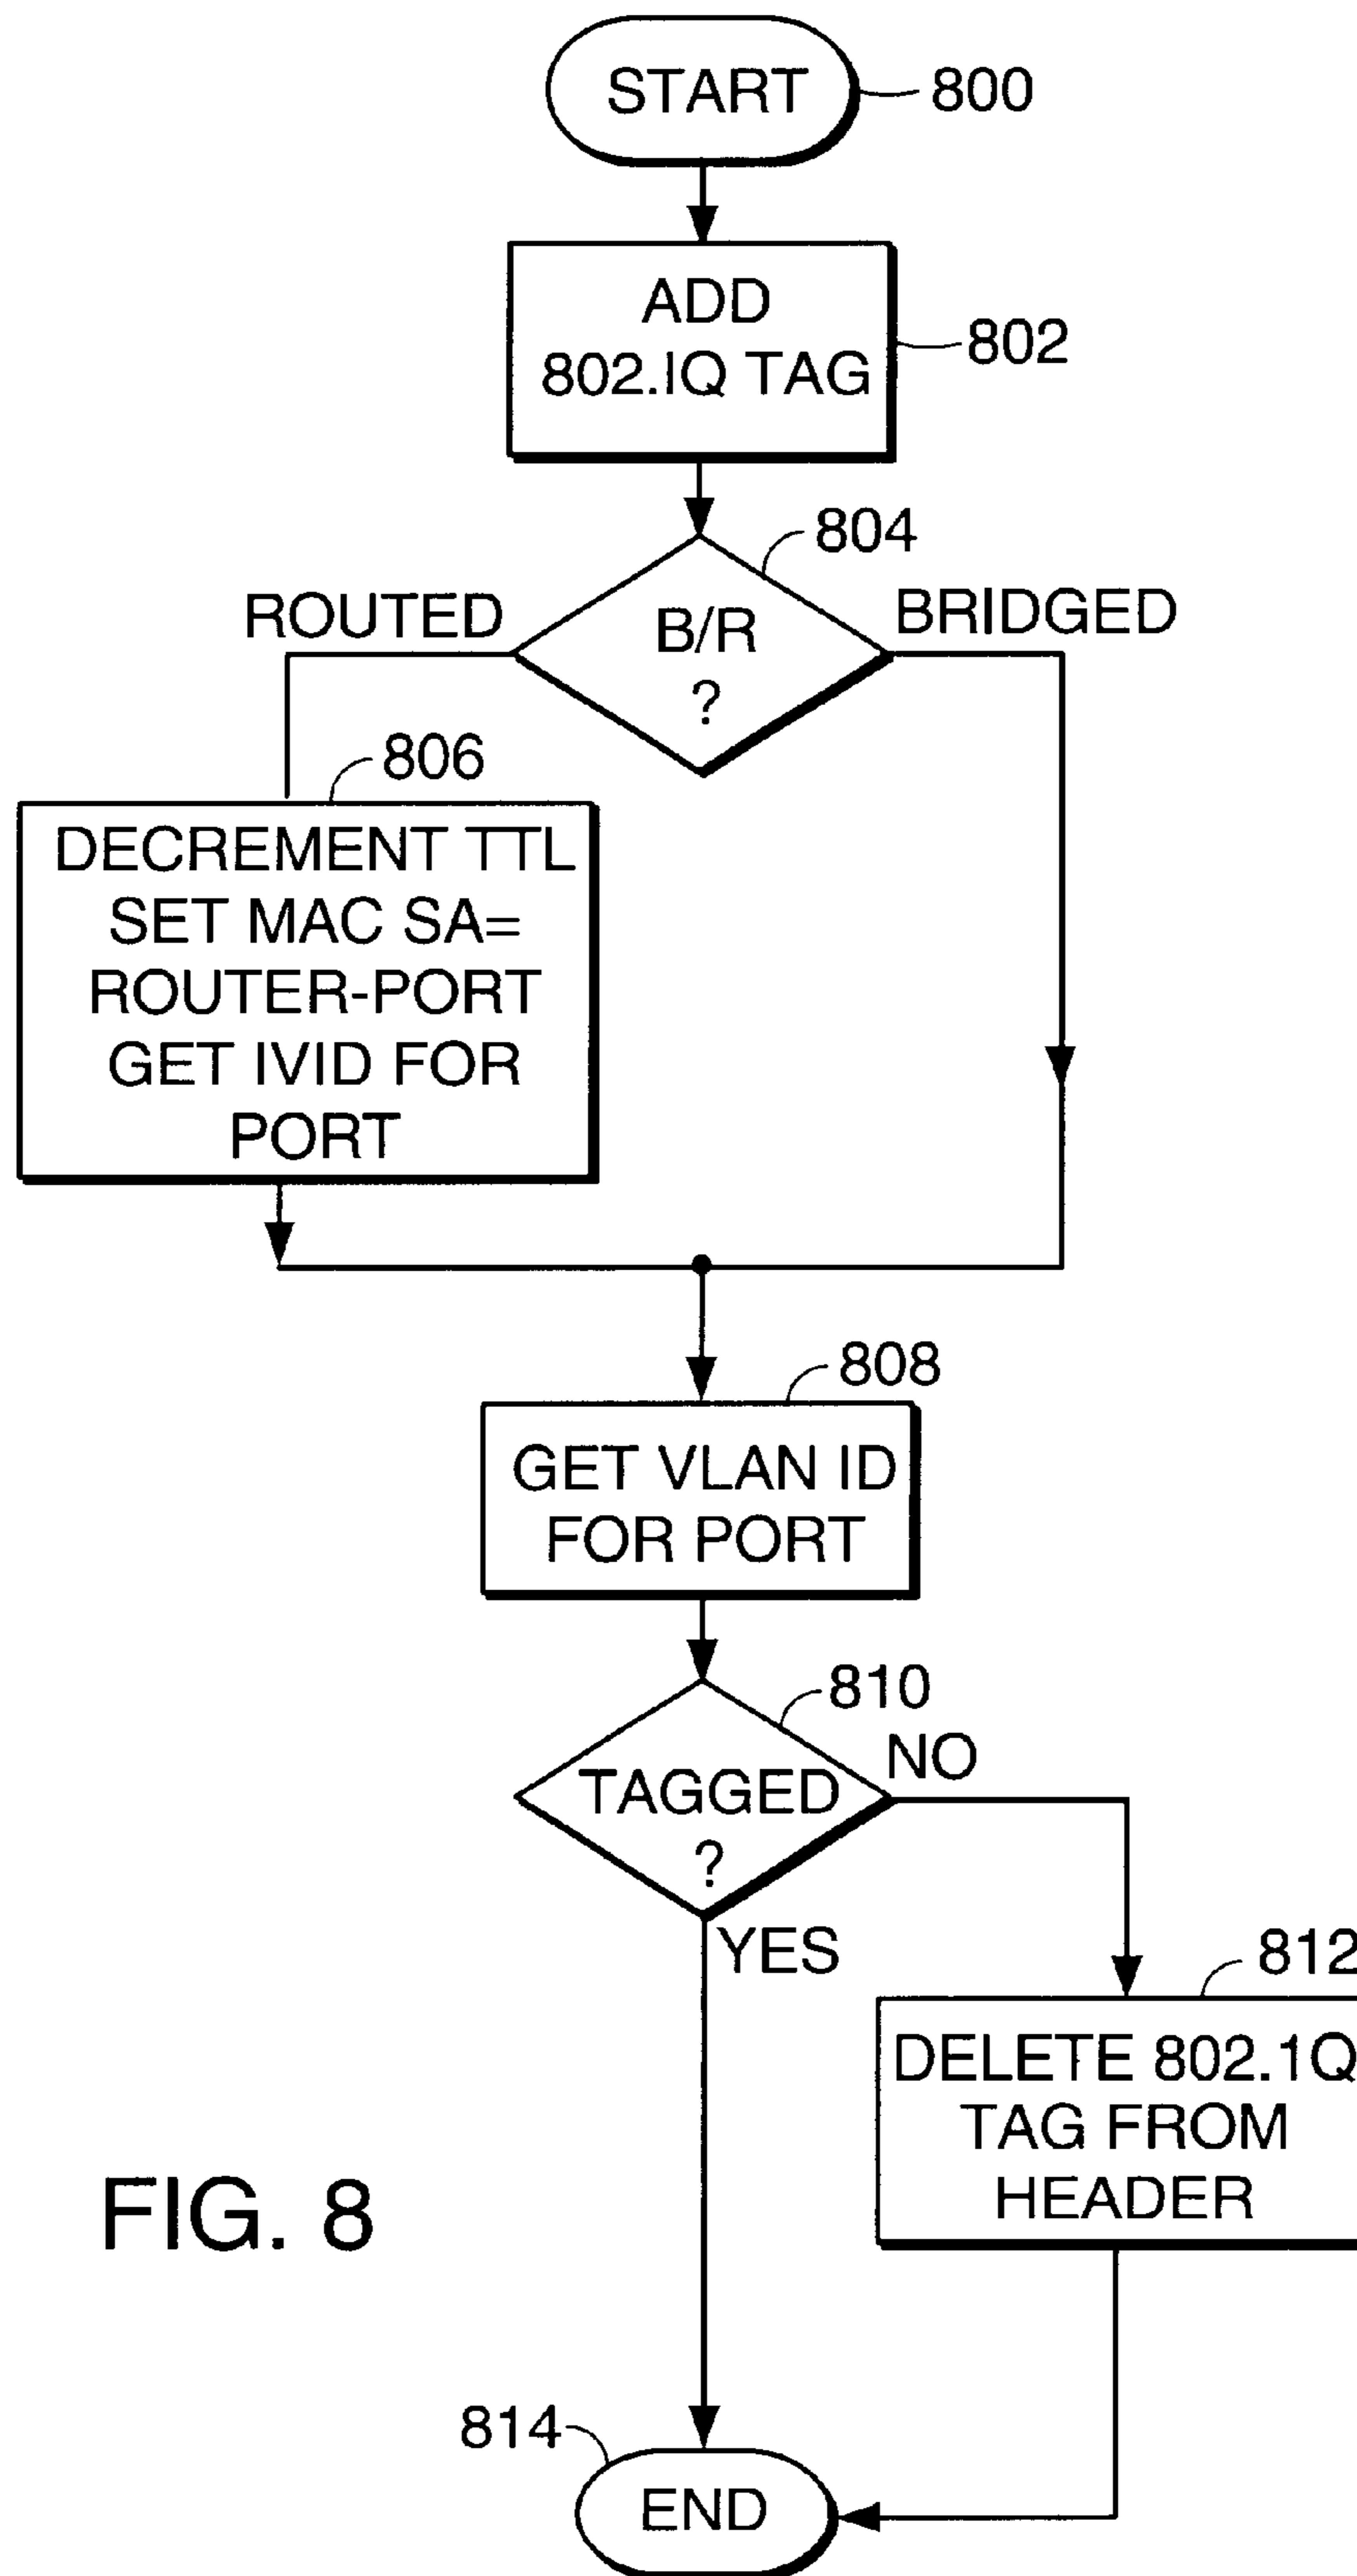 START
800
ADD
802.IQ TAG
802
804
ROUTED
B/R
?
BRIDGED
806
DECREMENT TTL
SET MAC SA=
ROUTER-PORT
GET IVID FOR
PORT
808
GET VLAN ID
FOR PORT
810
TAGGED
?
NO
YES
812
DELETE 802.1Q
TAG FROM
HEADER
FIG. 8
814
END